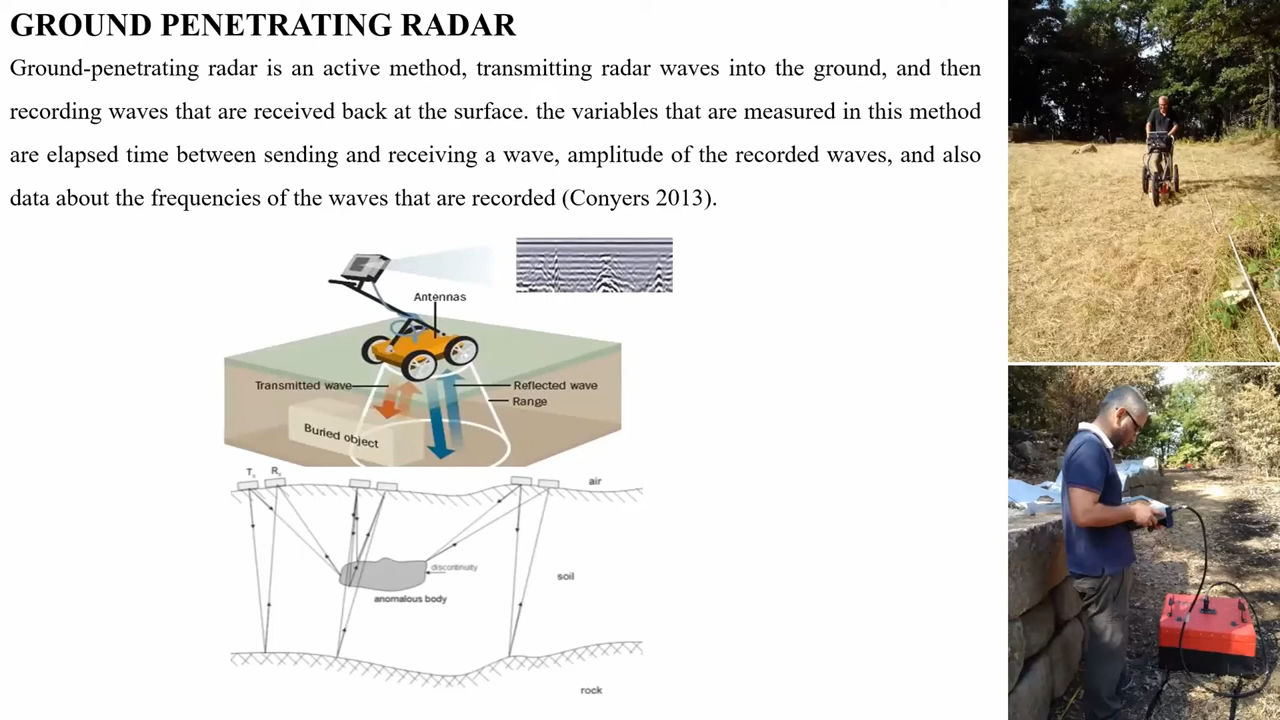 GROUND PENETRATING RADAR
Ground-penetrating radar is an active method, transmitting radar waves into the ground, and then
recording waves that are received back at the surface. the variables that are measured in this method
are elapsed time between sending and receiving a wave, amplitude of the recorded waves, and also
data about the frequencies of the waves that are recorded (Conyers 2013).
Antennas
Transmitted wave
Reflected wave
Range
Buried object
Tx Rx
air
discontinuity
soil
anomalous body
rock